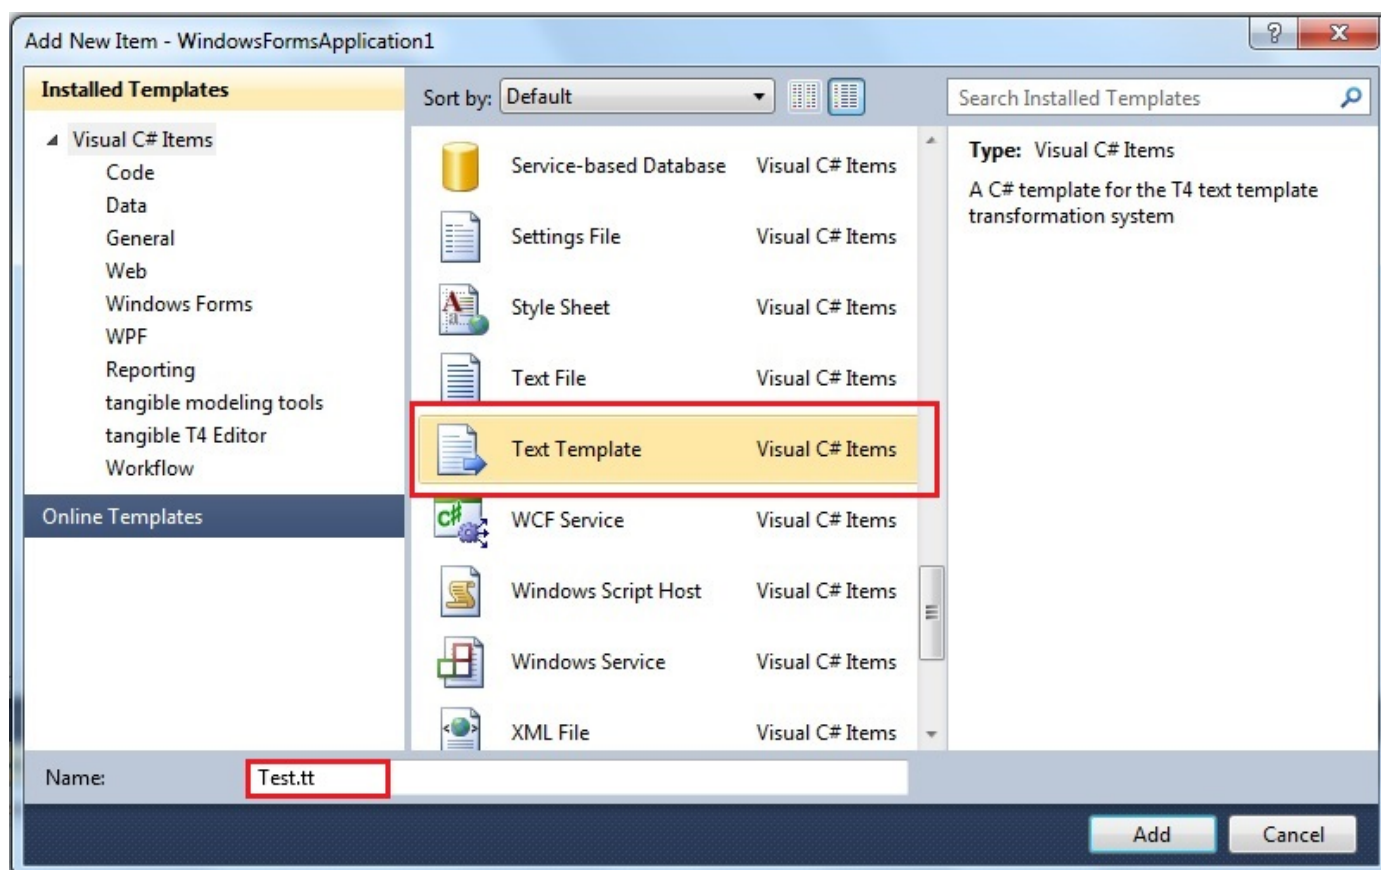 Add New Item - WindowsFormsApplication1
Installed Templates
Visual C# Items
Code
Data
General
Web
Windows Forms
WPF
Reporting
tangible modeling tools
tangible T4 Editor
Workflow
Online Templates
Sort by: Default
Service-based Database Visual C# Items
Settings File Visual C# Items
Style Sheet Visual C# Items
Text File Visual C# Items
Text Template Visual C# Items
WCF Service Visual C# Items
Windows Script Host Visual C# Items
Windows Service Visual C# Items
XML File Visual C# Items
Search Installed Templates
Type: Visual C# Items
A C# template for the T4 text template
transformation system
Name: Test.tt
Add Cancel